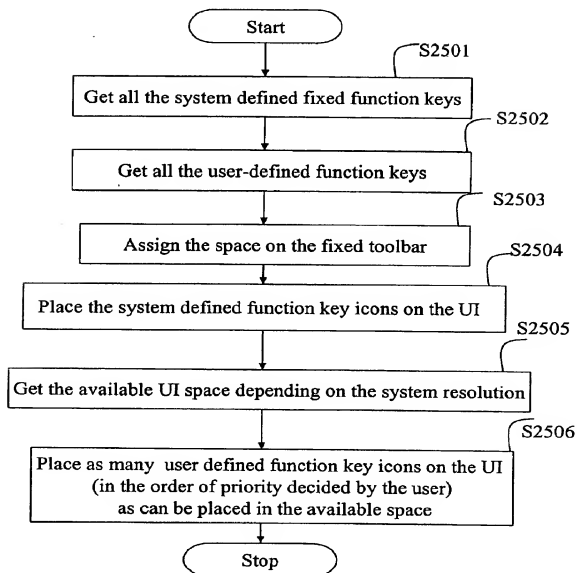 Start
S2501
Get all the system defined fixed function keys
S2502
Get all the user-defined function keys
S2503
Assign the space on the fixed toolbar
S2504
Place the system defined function key icons on the UI
S2505
Get the available UI space depending on the system resolution
S2506
Place as many user defined function key icons on the UI
(in the order of priority decided by the user)
as can be placed in the available space
Stop